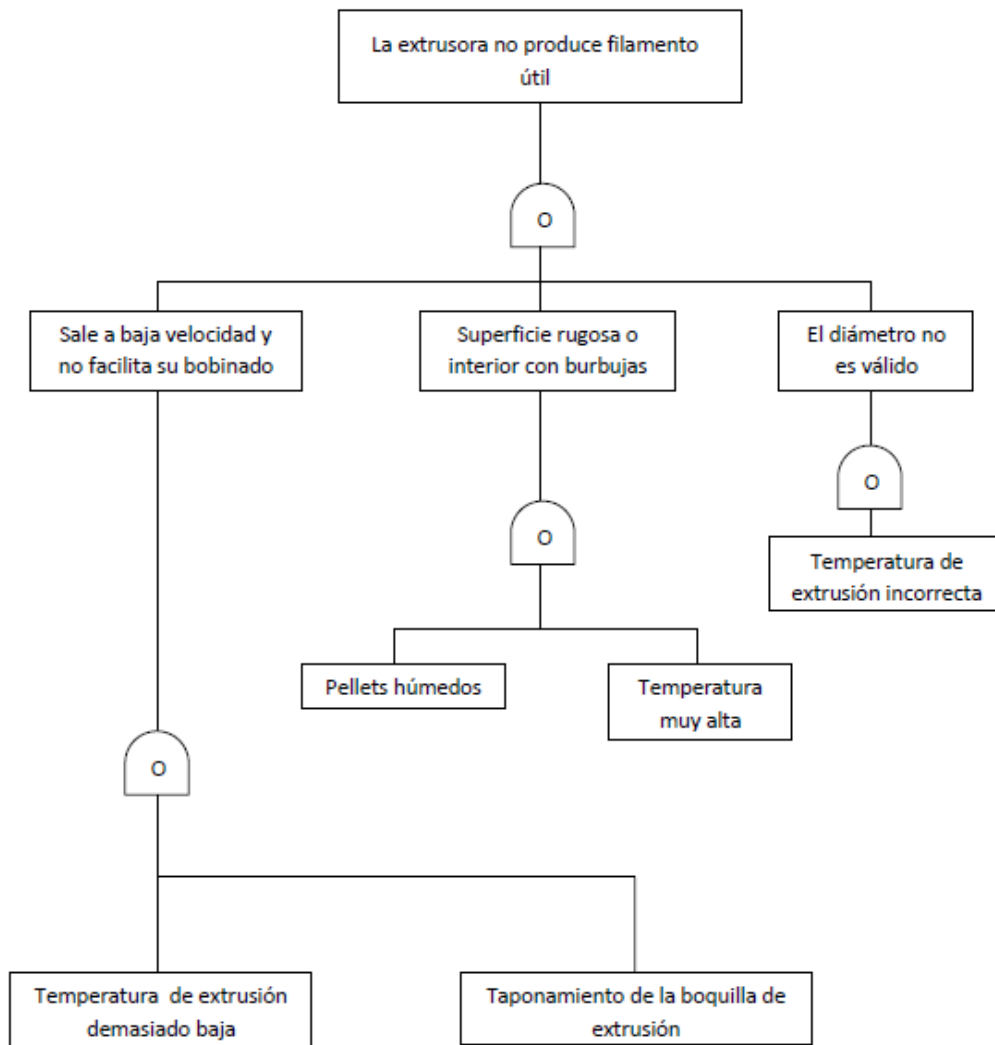 La extrusora no produce filamento
útil
O
Sale a baja velocidad y
no facilita su bobinado
Superficie rugosa o
interior con burbujas
El diámetro no
es válido
O
O
Temperatura de
extrusión incorrecta
Pellets húmedos
Temperatura
muy alta
O
Temperatura de extrusión
demasiado baja
Taponamiento de la boquilla de
extrusión